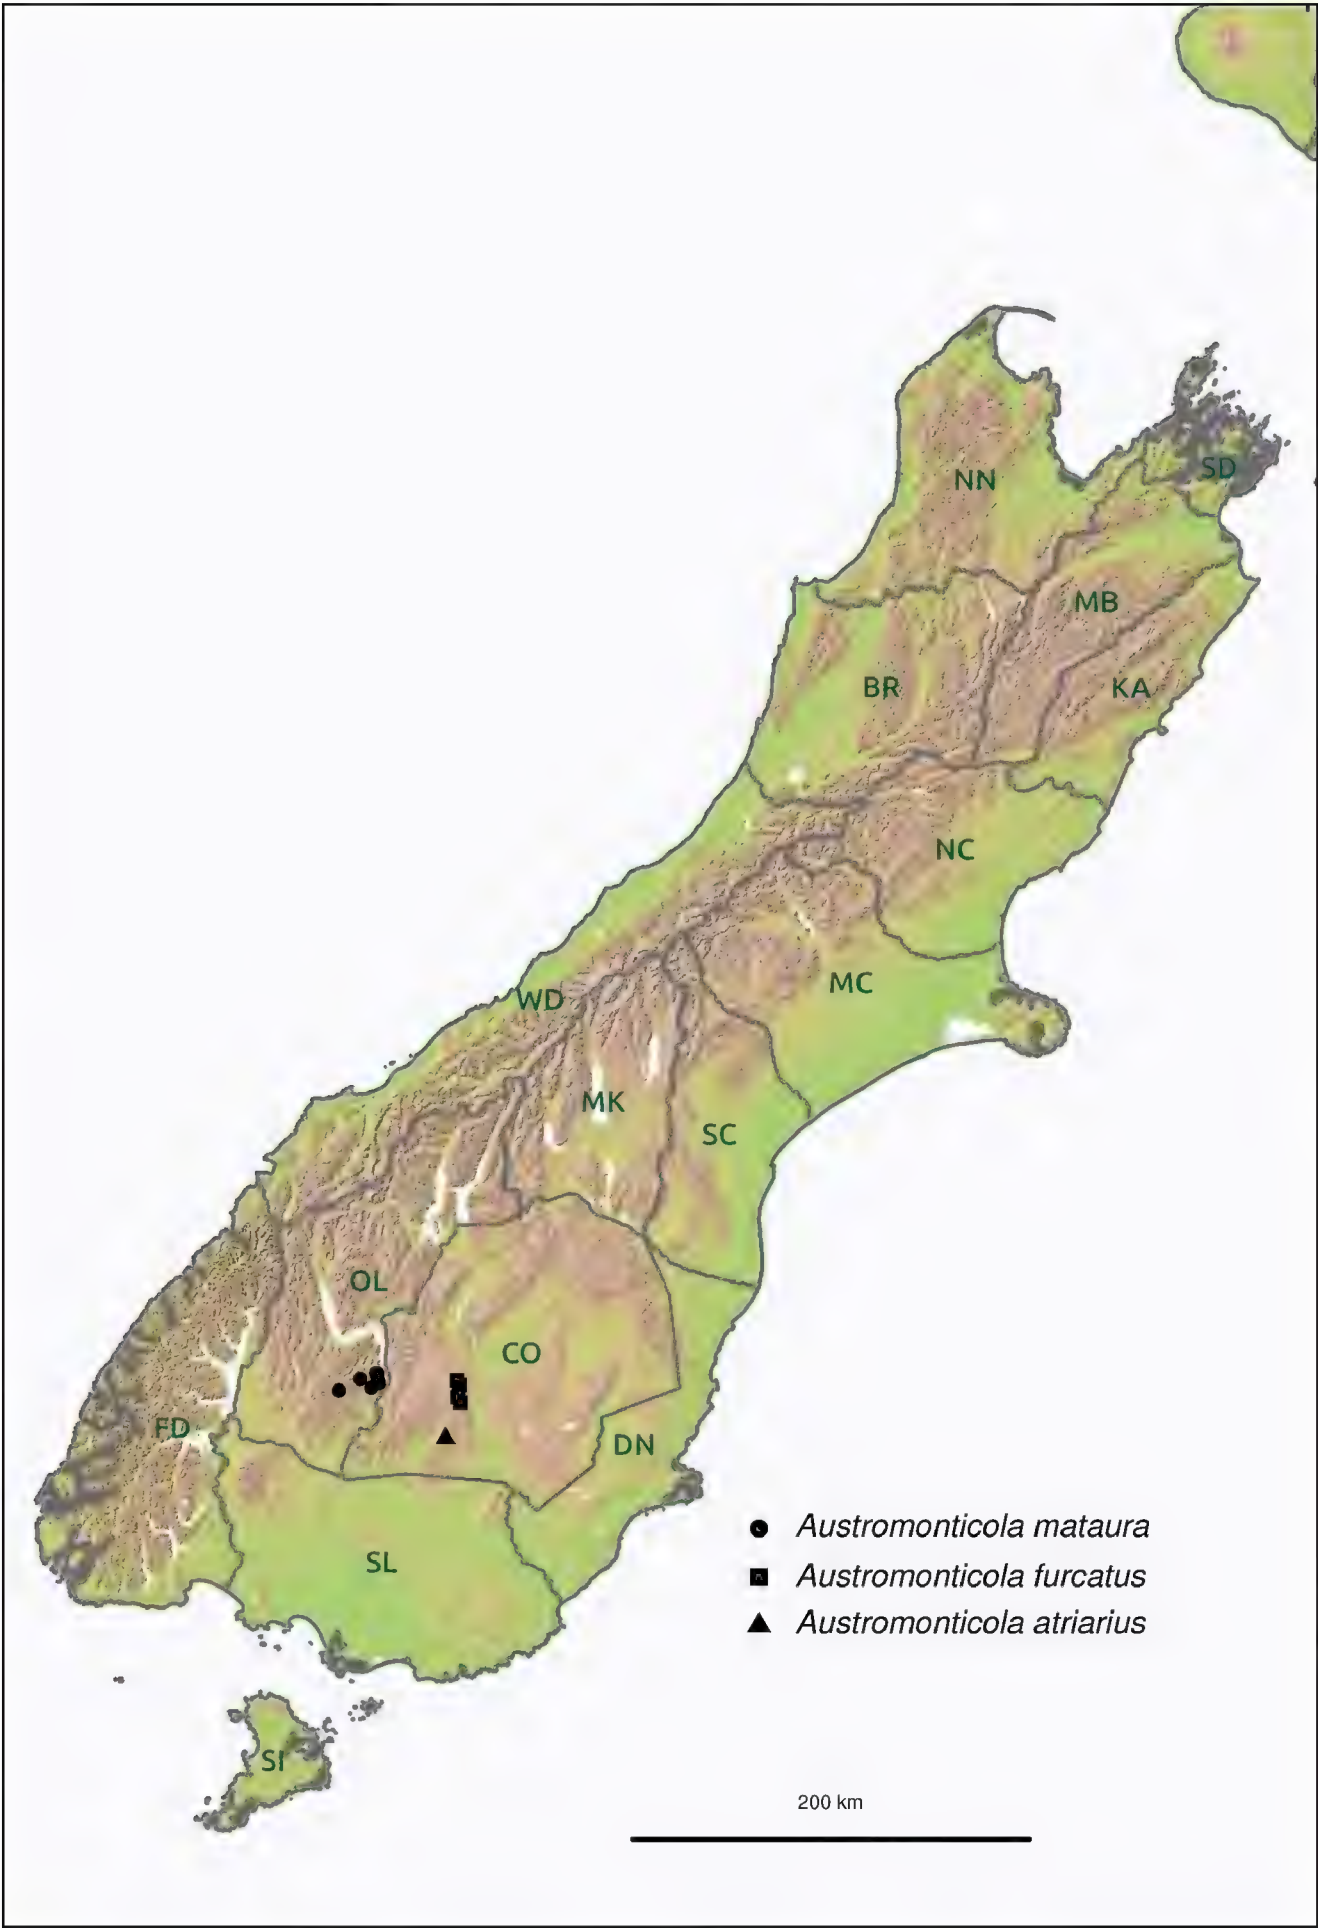 NN
SD
MB
BR
KA
NC
MC
WD
MK
SC
OL
CO
FD
DN
Austromonticola mataura
Austromonticola furcatus
SL
Austromonticola atriarius
SI
200 km